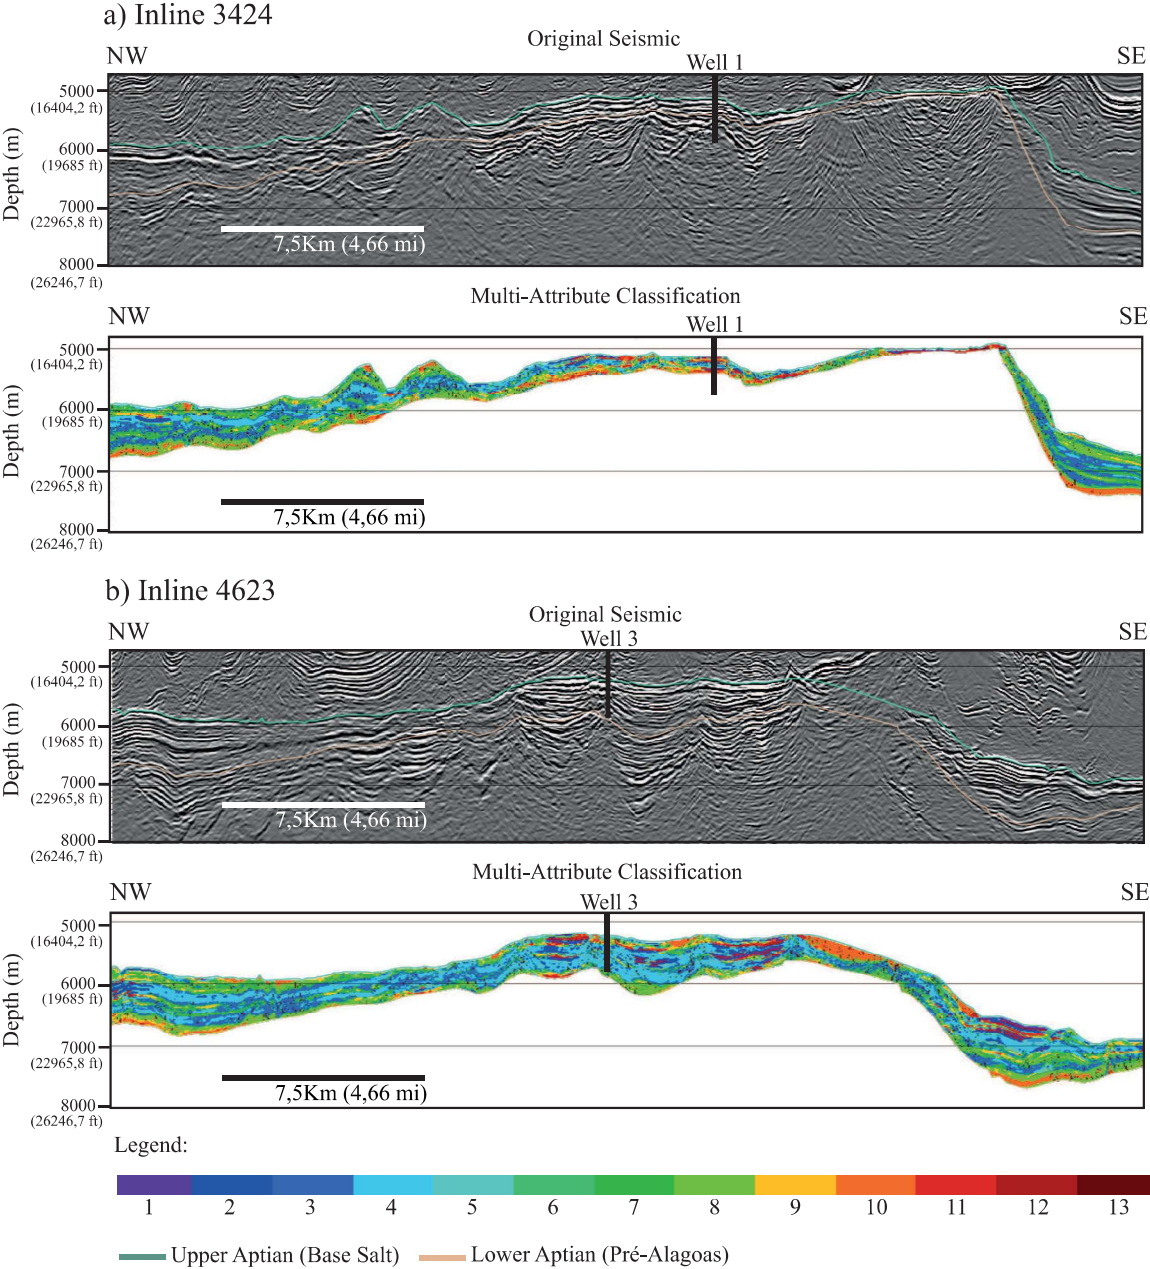 a) Inline 3424
Original Seismic
NW
Well 1
SE
Depth (m)
5000
(16404,2 ft)
6000
(19685 ft)
7000
(22965,8 ft)
8000
(26246,7 ft)
7,5Km (4,66 mi)
Multi-Attribute Classification
NW
Well 1
SE
Depth (m)
5000
(16404,2 ft)
6000
(19685 ft)
7000
(22965,8 ft)
8000
(26246,7 ft)
7,5Km (4,66 mi)
b) Inline 4623
Original Seismic
NW
Well 3
SE
Depth (m)
5000
(16404,2 ft)
6000
(19685 ft)
7000
(22965,8 ft)
8000
(26246,7 ft)
7,5Km (4,66 mi)
Multi-Attribute Classification
NW
Well 3
SE
Depth (m)
5000
(16404,2 ft)
6000
(19685 ft)
7000
(22965,8 ft)
8000
(26246,7 ft)
7,5Km (4,66 mi)
Legend:
1 2 3 4 5 6 7 8 9 10 11 12 13
Upper Aptian (Base Salt) Lower Aptian (Pré-Alagoas)